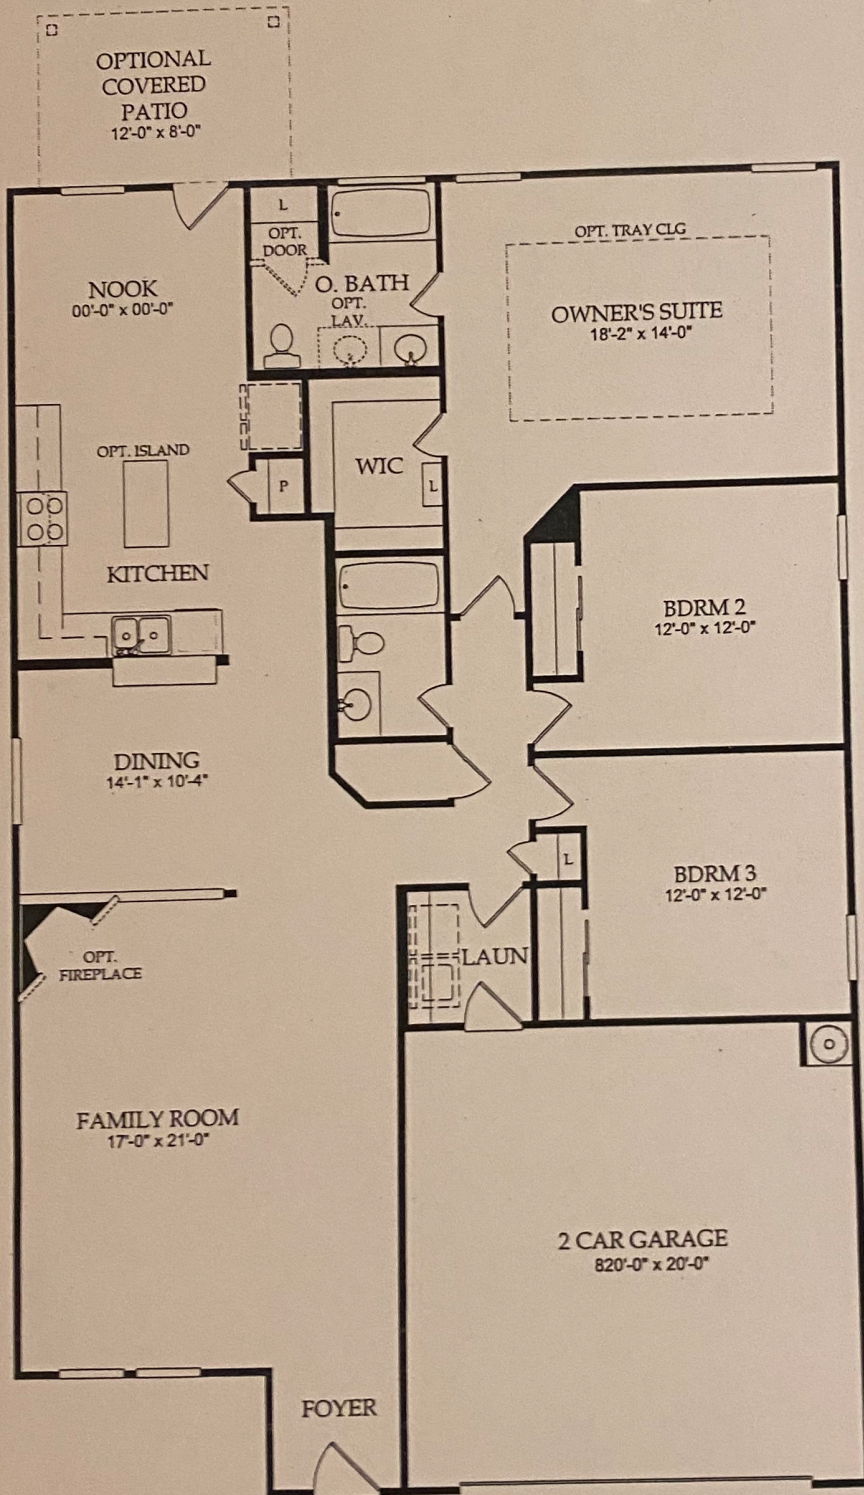 OPTIONAL
COVERED
PATIO
12'-0" x 8'-0"
L
OPT.
DOOR
O. BATH
OPT.
LAV.
NOOK
00'-0" x 00'-0"
OPT. TRAY CLG
OWNER'S SUITE
18'-2" x 14'-0"
OPT. ISLAND
P
WIC
L
KITCHEN
BDRM 2
12'-0" x 12'-0"
DINING
14'-1" x 10'-4"
L
BDRM 3
12'-0" x 12'-0"
OPT.
FIREPLACE
LAUN
FAMILY ROOM
17'-0" x 21'-0"
2 CAR GARAGE
820'-0" x 20'-0"
FOYER